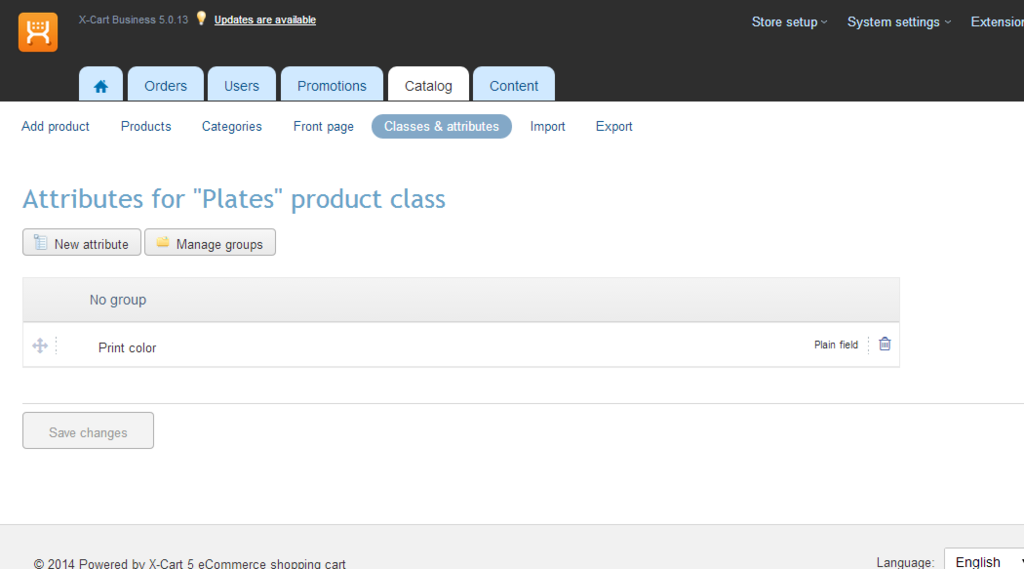 X-Cart Business 5.0.13 Updates are available
Store setup System settings Extension
Orders Users Promotions Catalog Content
Add product Products Categories Front page Classes & attributes Import Export
Attributes for "Plates" product class
New attribute Manage groups
No group
Print color Plain field
Save changes
© 2014 Powered by X-Cart 5 eCommerce shopping cart Language: English